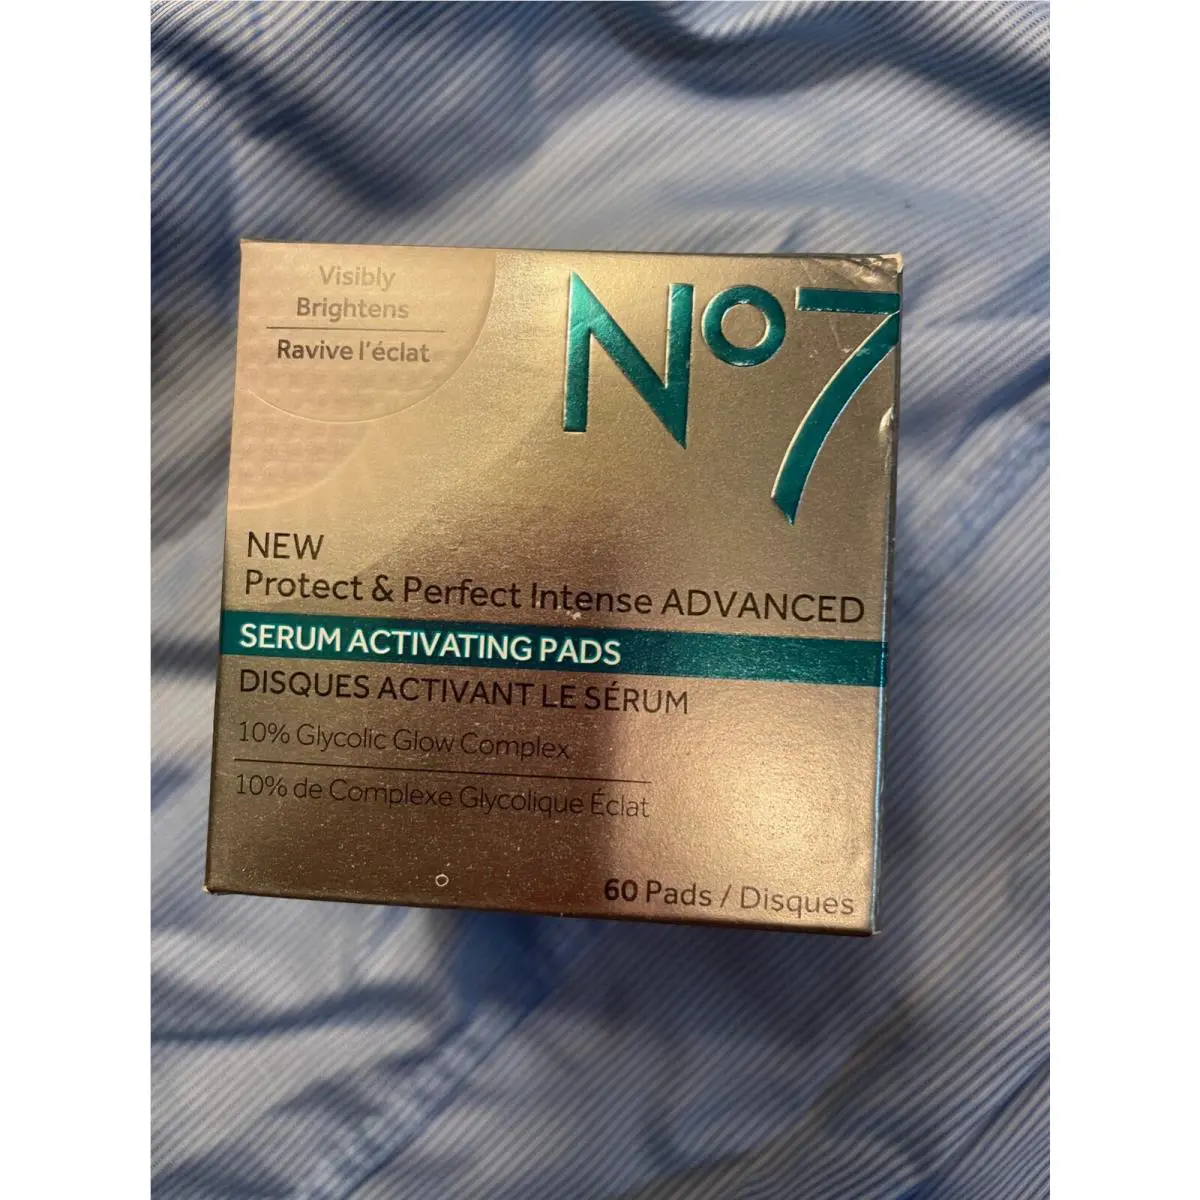 Visibly
Brightens
Ravive l'éclat
Nº7
NEW
Protect & Perfect Intense ADVANCED
SERUM ACTIVATING PADS
DISQUES ACTIVANT LE SÉRUM
10% Glycolic Glow Complex
10% de Complexe Glycolique Éclat
60 Pads / Disques